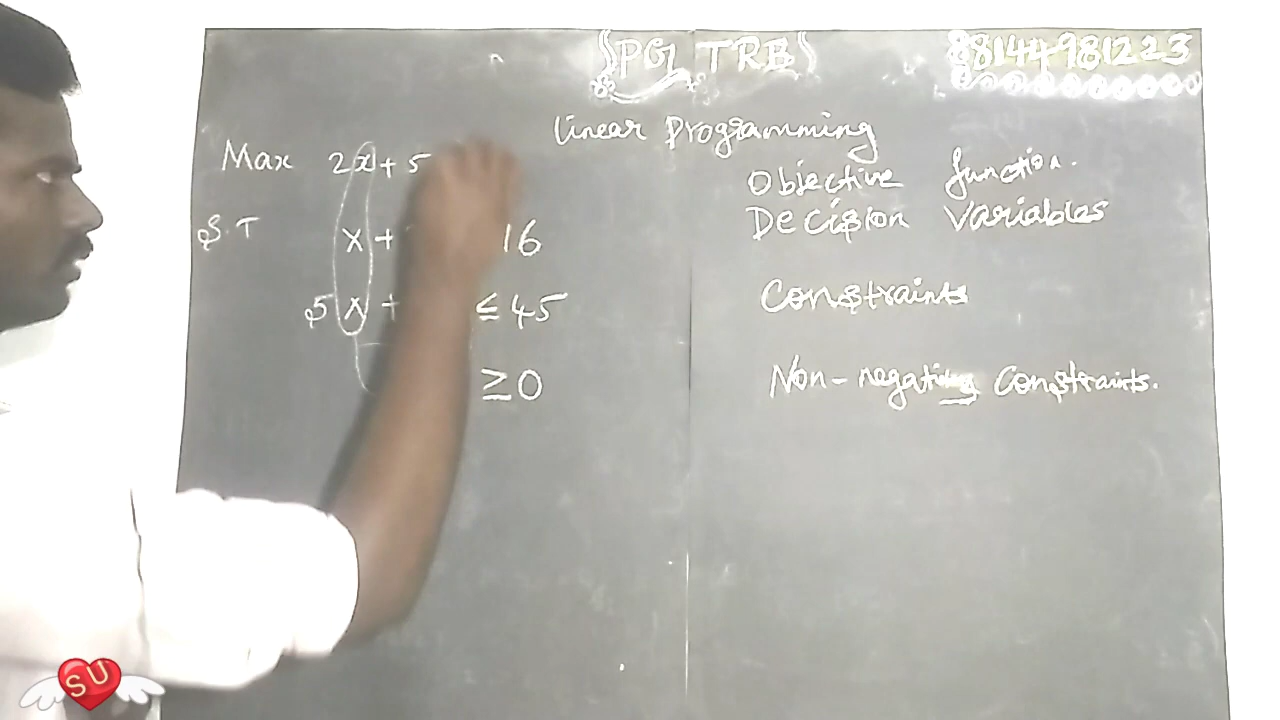 PG TRB
8144981223
Linear Programming
Max 2x + 5
S.T x + 16
5x + ≤ 45
≥ 0
Objective function.
Decision Variables
Constraints
Non-negating Constraints.
SU